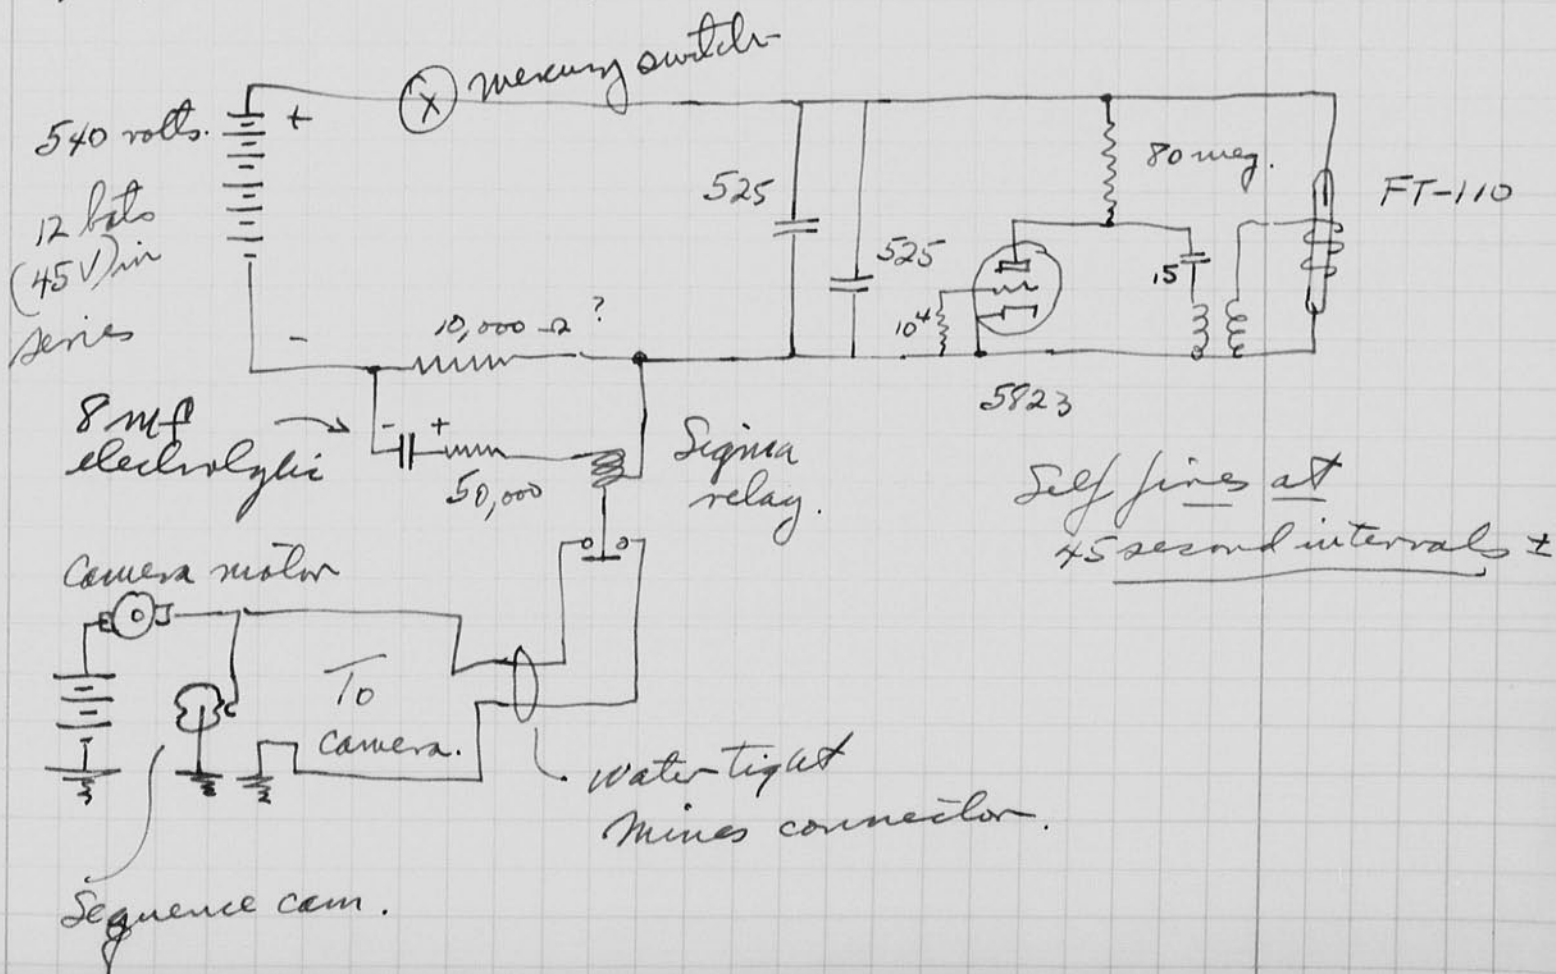 mercury switch
X
+
540 volts.
12 bats
(45V) in
series
-
525
525
80 meg.
FT-110
.15
10⁴
10,000 Ω ?
5823
8 mf
electrolytic
- +
50,000
Sigma
relay.
Self fires at
45 second intervals ±
Camera motor
To
camera.
Water tight
Mines connector.
Sequence cam.